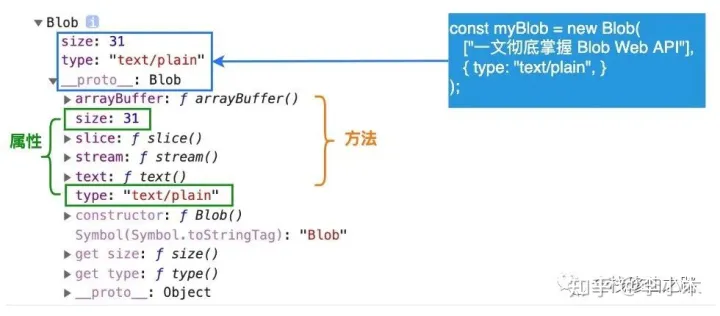 Blob i
size: 31
type: "text/plain"
__proto__: Blob
arrayBuffer: ƒ arrayBuffer()
size: 31
slice: ƒ slice()
stream: ƒ stream()
text: ƒ text()
type: "text/plain"
constructor: ƒ Blob()
Symbol(Symbol.toStringTag): "Blob"
get size: ƒ size()
get type: ƒ type()
__proto__: Object
属性
方法
const myBlob = new Blob(
["一文彻底掌握 Blob Web API"],
{ type: "text/plain", }
);
知乎